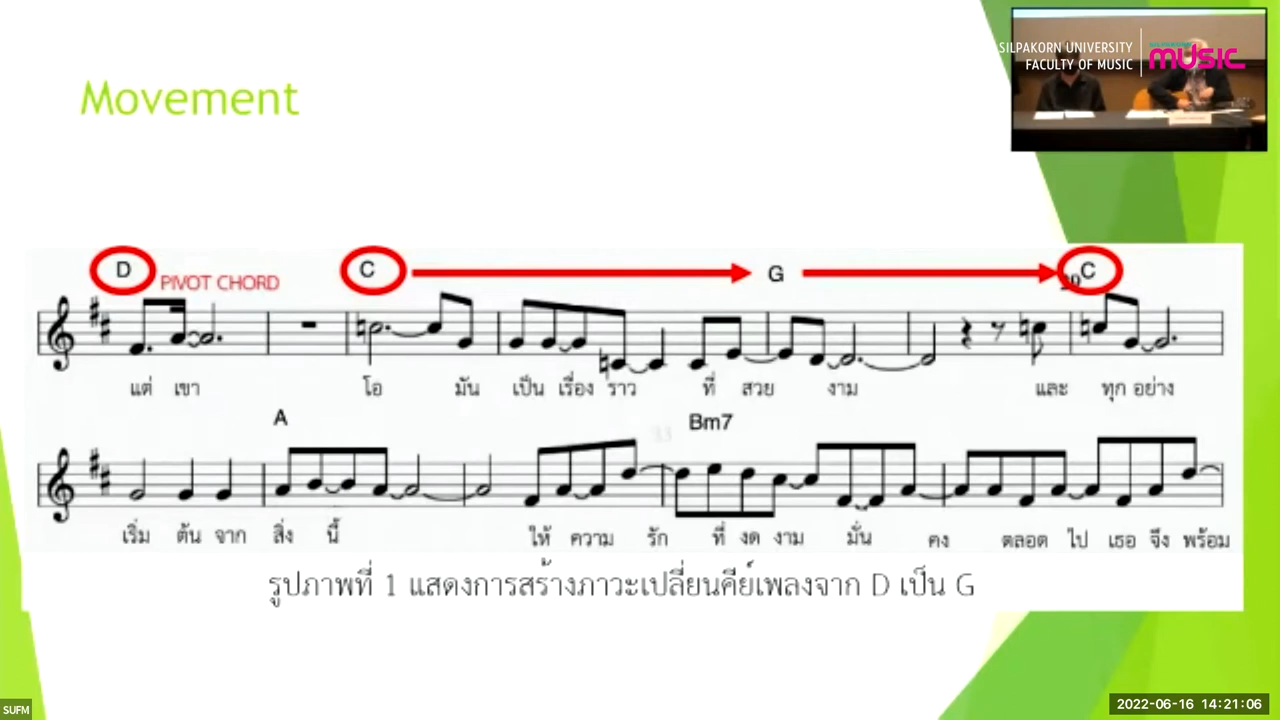 SILPAKORN UNIVERSITY
FACULTY OF MUSIC
SILPAKORN
MUSIC
Movement
D
PIVOT CHORD
C
G
C
แต่ เขา โอ มัน เป็น เรื่อง ราว ที่ สวย งาม และ ทุก อย่าง
A
33
Bm7
เริ่ม ต้น จาก สิ่ง นี้ ให้ ความ รัก ที่ งด งาม มั่น คง ตลอด ไป เธอ จึง พร้อม
รูปภาพที่ 1 แสดงการสร้างภาวะเปลี่ยนคีย์เพลงจาก D เป็น G
SUFM
2022-06-16 14:21:06